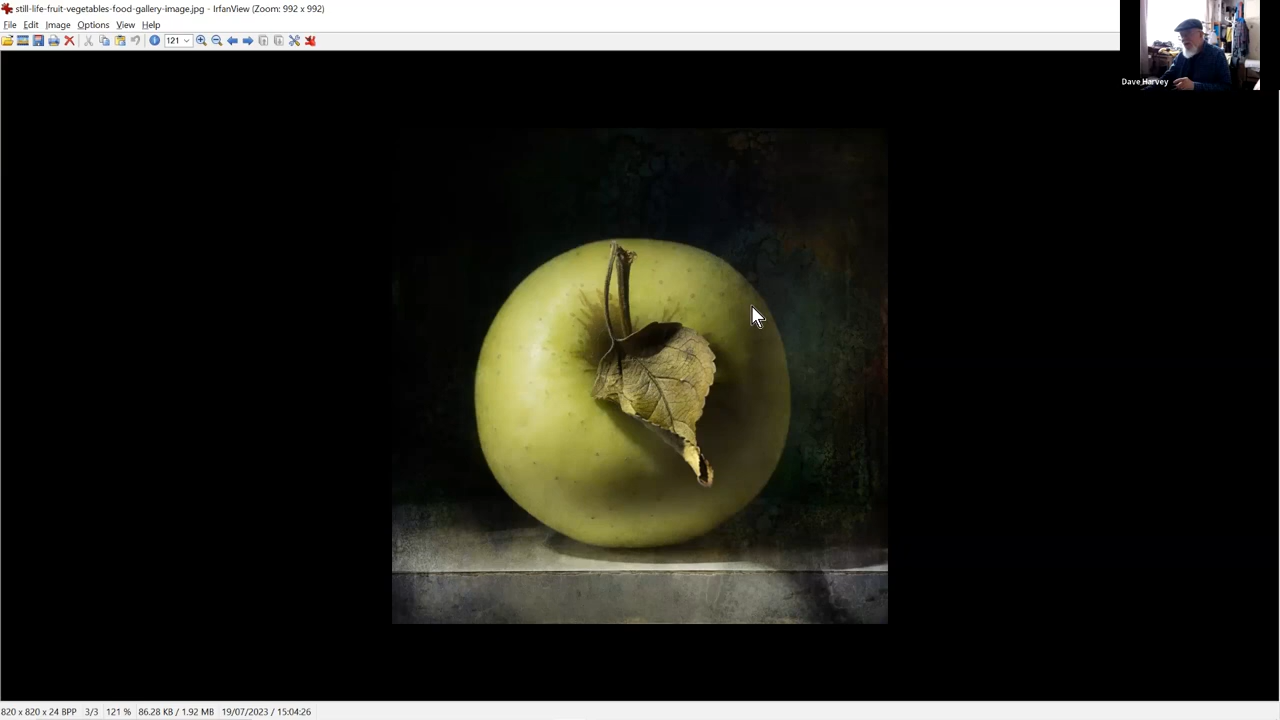 still-life-fruit-vegetables-food-gallery-image.jpg - IrfanView (Zoom: 992 x 992)
File Edit Image Options View Help
121
Dave Harvey
820 x 820 x 24 BPP 3/3 121 % 86.28 KB / 1.92 MB 19/07/2023 / 15:04:26